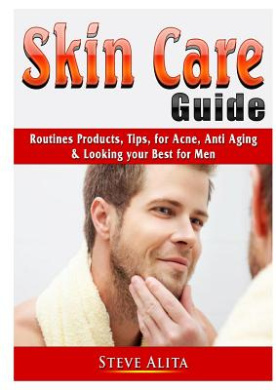 Skin Care
Guide
Routines Products, Tips, for Acne, Anti Aging
& Looking your Best for Men
STEVE ALITA